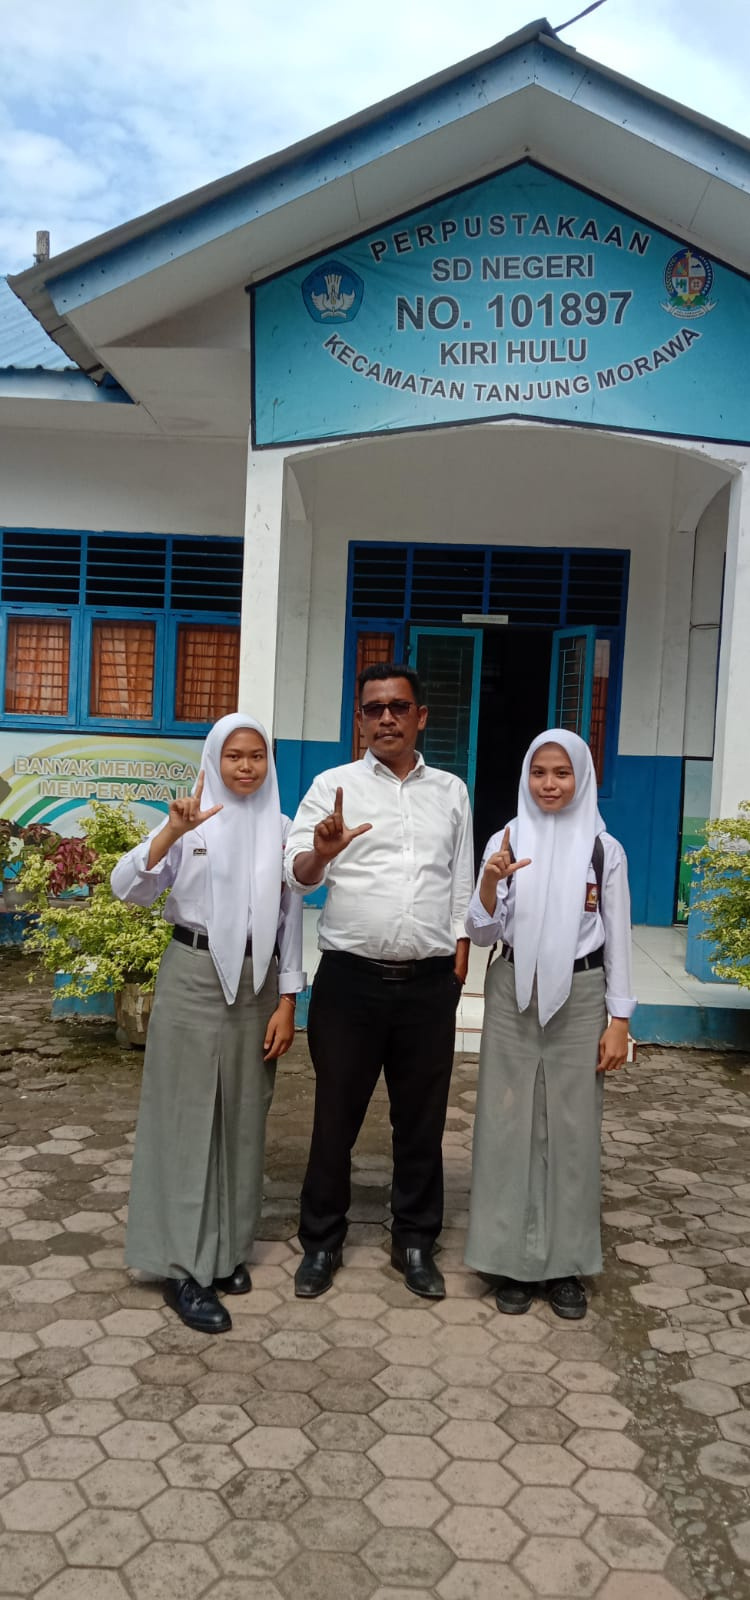 PERPUSTAKAAN
SD NEGERI
NO. 101897
KIRI HULU
KECAMATAN TANJUNG MORAWA
BANYAK MEMBACA
MEMPERKAYA